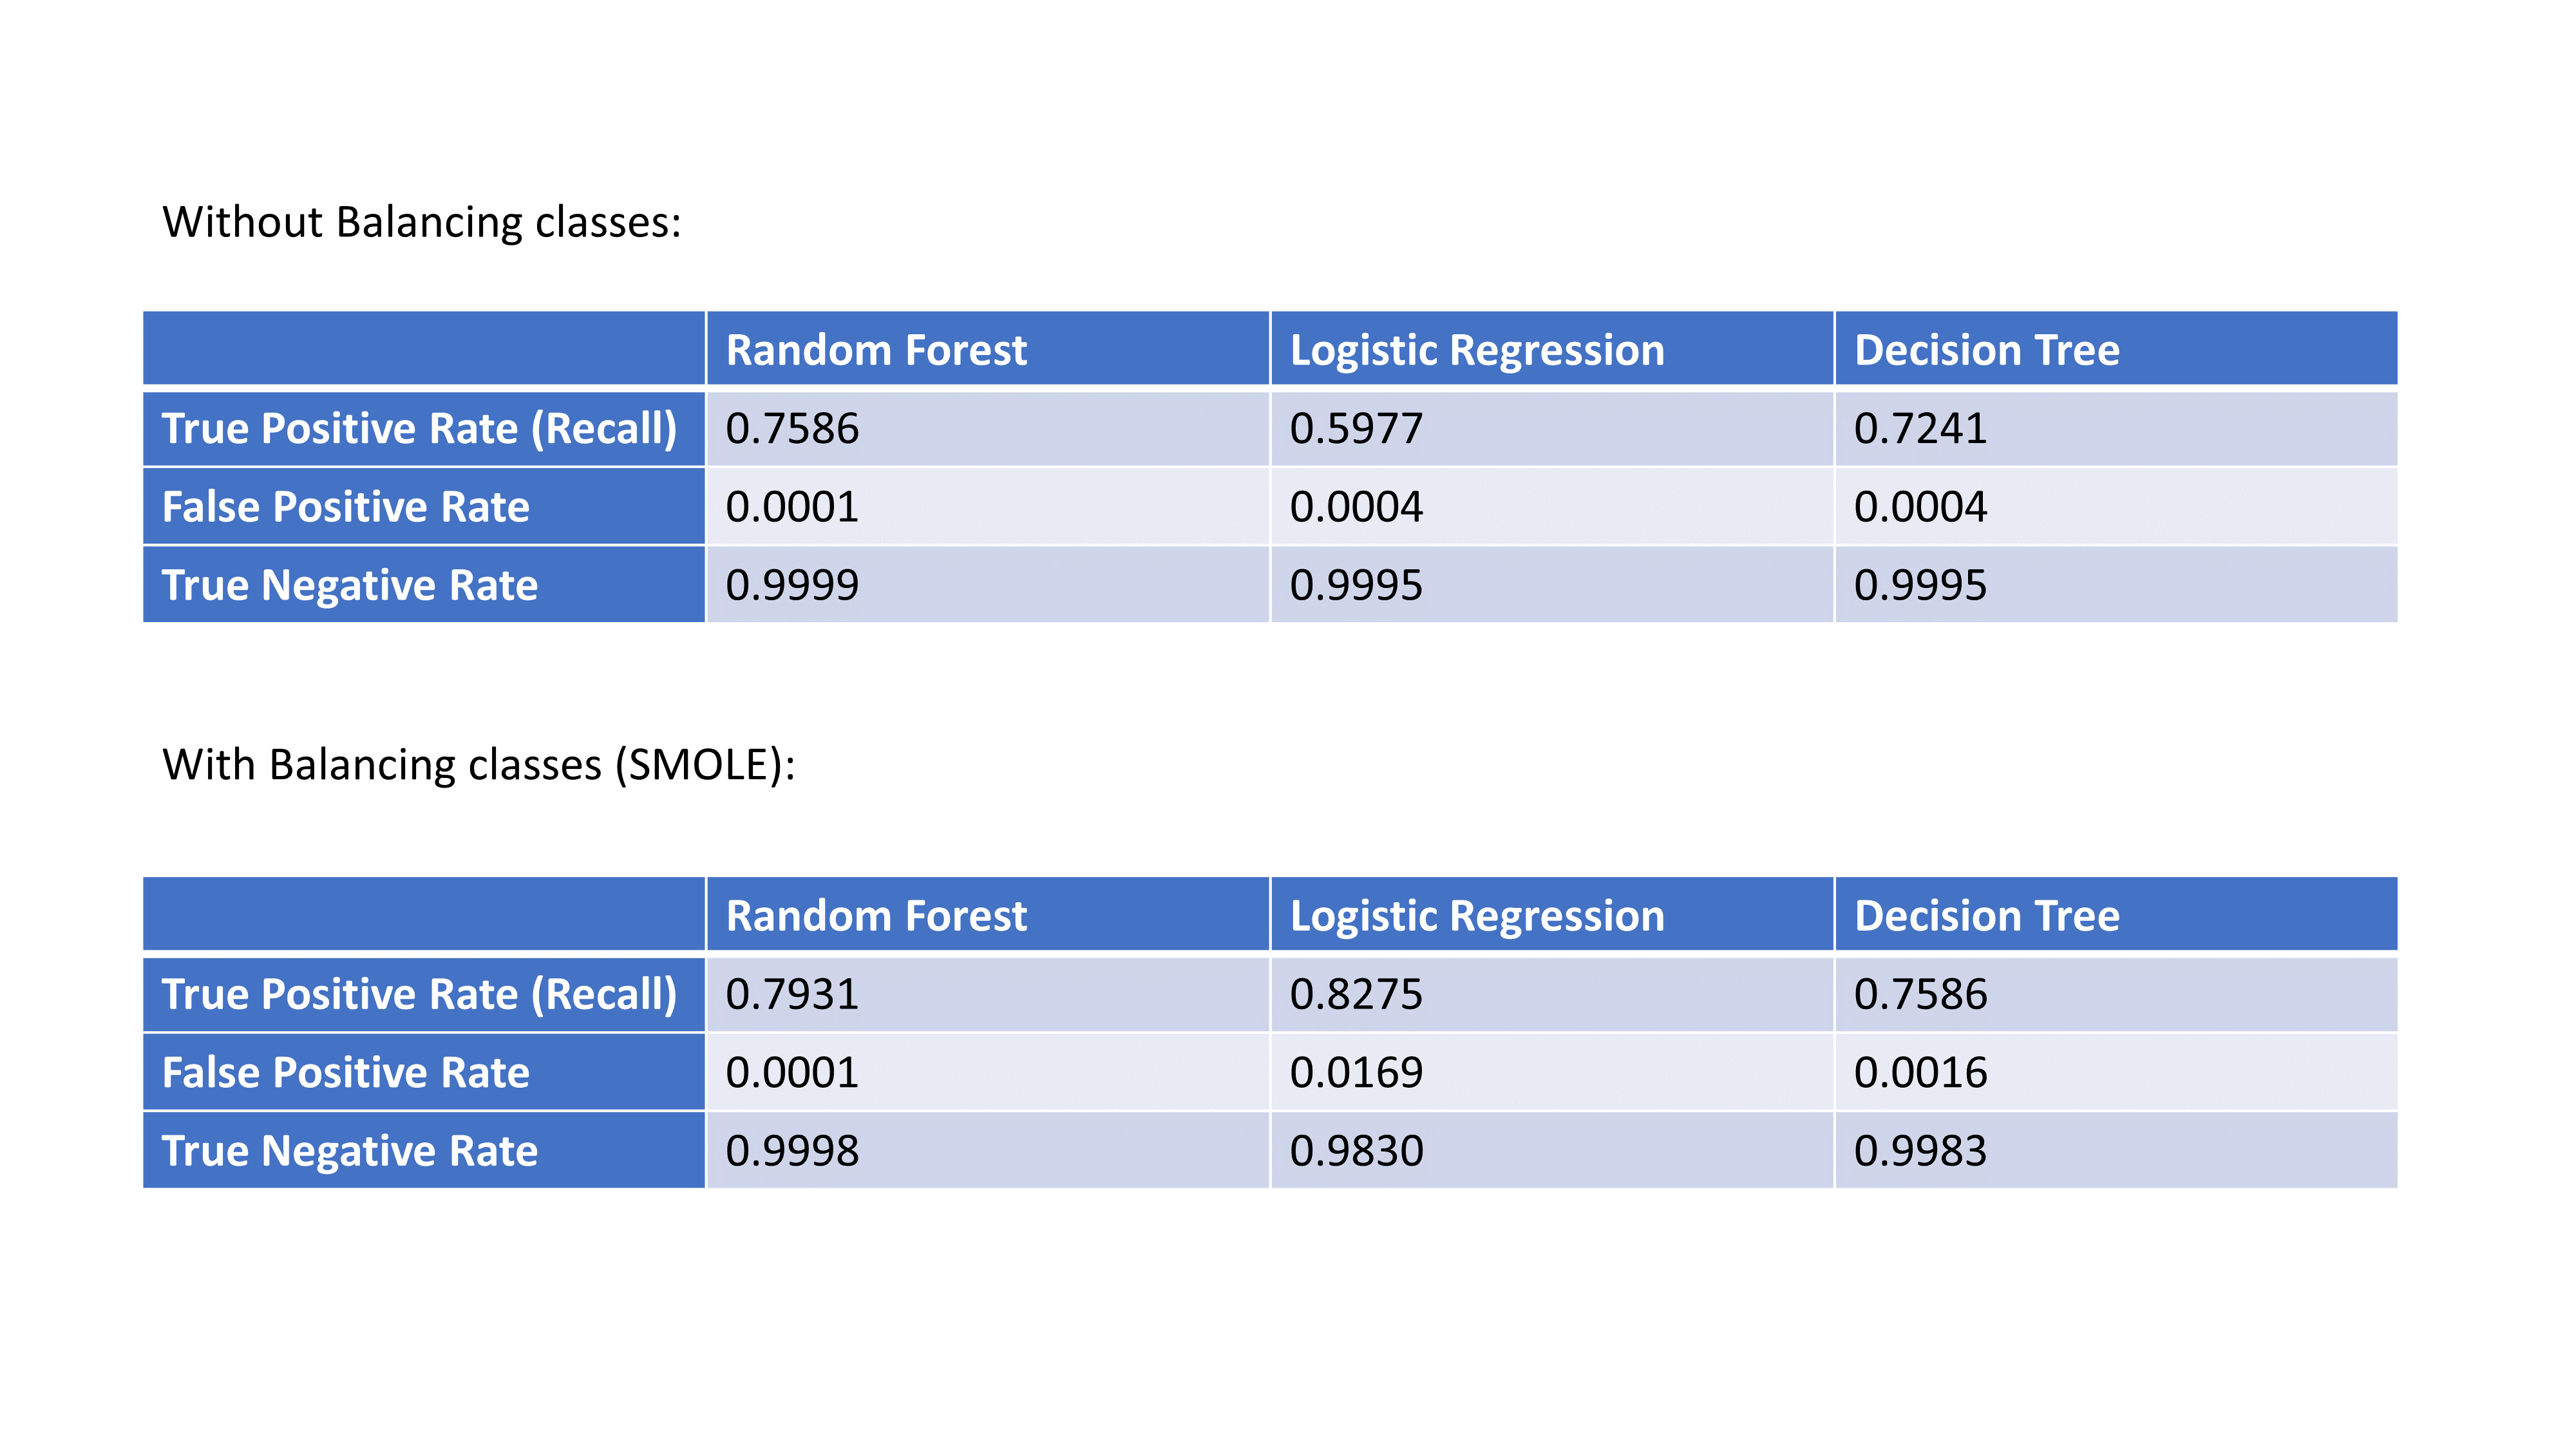 Without Balancing classes:
Random Forest Logistic Regression Decision Tree
True Positive Rate (Recall) 0.7586 0.5977 0.7241
False Positive Rate 0.0001 0.0004 0.0004
True Negative Rate 0.9999 0.9995 0.9995
With Balancing classes (SMOLE):
Random Forest Logistic Regression Decision Tree
True Positive Rate (Recall) 0.7931 0.8275 0.7586
False Positive Rate 0.0001 0.0169 0.0016
True Negative Rate 0.9998 0.9830 0.9983